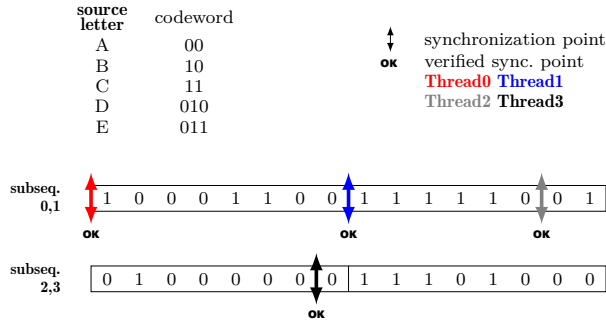 source
letter codeword
A 00
B 10
C 11
D 010
E 011
synchronization point
OK verified sync. point
Thread0 Thread1
Thread2 Thread3
subseq.
0,1
1 0 0 0 1 1 0 0 1 1 1 1 1 0 0 1
OK OK OK
subseq.
2,3
0 1 0 0 0 0 0 0 1 1 1 0 1 0 0 0
OK